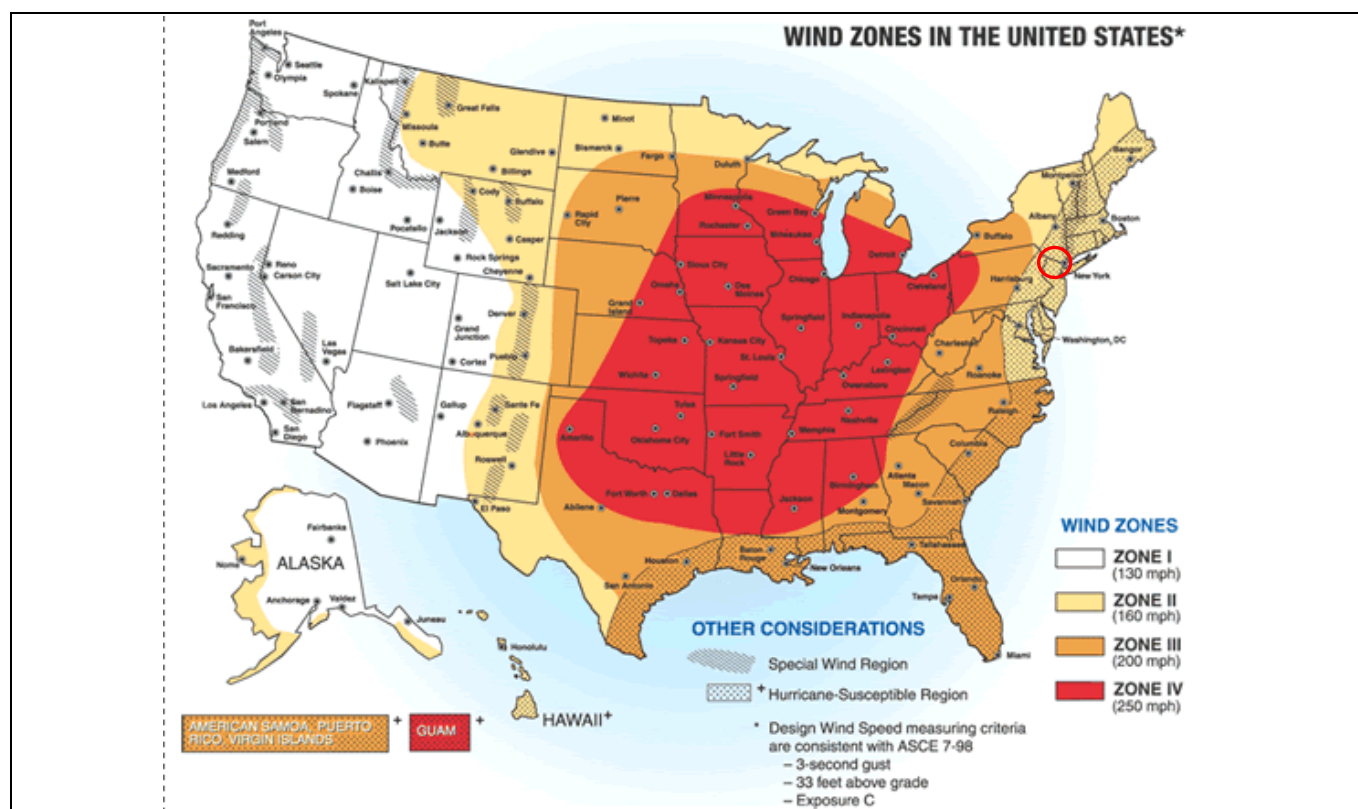 WIND ZONES IN THE UNITED STATES*
Port
Angeles
Seattle
Olympia
Spokane
Kalispell
Great Falls
Minot
Portland
Salem
Missoula
Butte
Glendive
Bismarck
Fargo
Duluth
Bangor
Medford
Challis
Boise
Billings
Montpelier
Cody
Buffalo
Pierre
Minneapolis
Green Bay
Albany
Boston
Redding
Pocatello
Jackson
Rapid
City
Rochester
Milwaukee
Buffalo
Casper
Detroit
Sacramento
Reno
Carson City
Rock Springs
Cheyenne
Sioux City
Chicago
Cleveland
Harrisburg
New York
San
Francisco
Salt Lake City
Omaha
Des
Moines
Grand
Island
Denver
Springfield
Indianapolis
Grand
Junction
Cincinnati
Washington, DC
Las
Vegas
Topeka
Kansas City
Charleston
Bakersfield
Cortez
Pueblo
St. Louis
Lexington
Roanoke
Wichita
Springfield
Owensboro
Los Angeles
San
Bernadino
Flagstaff
Gallup
Sante Fe
Tulsa
Nashville
Raleigh
San
Diego
Phoenix
Albuquerque
Amarillo
Oklahoma City
Fort Smith
Memphis
Columbia
Roswell
Little
Rock
Atlanta
Macon
Birmingham
El Paso
Fort Worth
Dallas
Jackson
Montgomery
Savannah
Abilene
Tallahassee
Houston
Baton
Rouge
New Orleans
San Antonio
Orlando
Tampa
Miami
Fairbanks
ALASKA
Nome
Anchorage
Valdez
Juneau
Honolulu
HAWAII+
AMERICAN SAMOA, PUERTO
RICO, VIRGIN ISLANDS
+
GUAM
+
OTHER CONSIDERATIONS
Special Wind Region
+ Hurricane-Susceptible Region
* Design Wind Speed measuring criteria
are consistent with ASCE 7-98
– 3-second gust
– 33 feet above grade
– Exposure C
WIND ZONES
ZONE I
(130 mph)
ZONE II
(160 mph)
ZONE III
(200 mph)
ZONE IV
(250 mph)